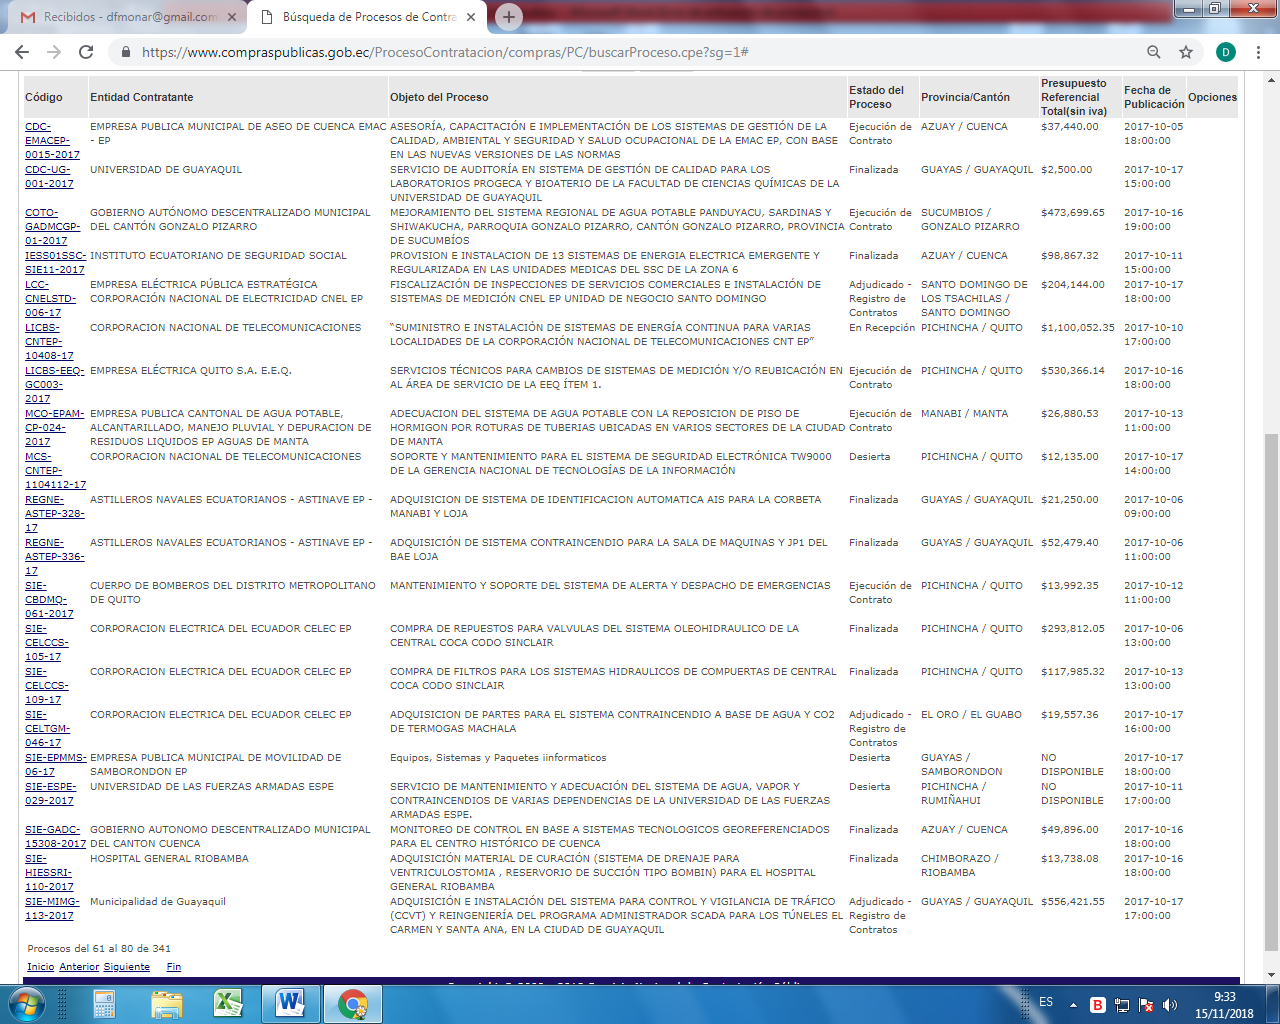 Recibidos - dfmonar@gmail.com
Búsqueda de Procesos de Contra
https://www.compraspublicas.gob.ec/ProcesoContratacion/compras/PC/buscarProceso.cpe?sg=1#
D
Código Entidad Contratante Objeto del Proceso Estado del Proceso Provincia/Cantón Presupuesto Referencial Total(sin iva) Fecha de Publicación Opciones
CDC-EMACEP-0015-2017 EMPRESA PUBLICA MUNICIPAL DE ASEO DE CUENCA EMAC - EP ASESORÍA, CAPACITACIÓN E IMPLEMENTACIÓN DE LOS SISTEMAS DE GESTIÓN DE LA CALIDAD, AMBIENTAL Y SEGURIDAD Y SALUD OCUPACIONAL DE LA EMAC EP, CON BASE EN LAS NUEVAS VERSIONES DE LAS NORMAS Ejecución de Contrato AZUAY / CUENCA $37,440.00 2017-10-05 18:00:00
CDC-UG-001-2017 UNIVERSIDAD DE GUAYAQUIL SERVICIO DE AUDITORÍA EN SISTEMA DE GESTIÓN DE CALIDAD PARA LOS LABORATORIOS PROGECA Y BIOATERIO DE LA FACULTAD DE CIENCIAS QUÍMICAS DE LA UNIVERSIDAD DE GUAYAQUIL Finalizada GUAYAS / GUAYAQUIL $2,500.00 2017-10-17 15:00:00
COTO-GADMCGP-01-2017 GOBIERNO AUTÓNOMO DESCENTRALIZADO MUNICIPAL DEL CANTÓN GONZALO PIZARRO MEJORAMIENTO DEL SISTEMA REGIONAL DE AGUA POTABLE PANDUYACU, SARDINAS Y SHIWAKUCHA, PARROQUIA GONZALO PIZARRO, CANTÓN GONZALO PIZARRO, PROVINCIA DE SUCUMBÍOS Ejecución de Contrato SUCUMBIOS / GONZALO PIZARRO $473,699.65 2017-10-16 19:00:00
IESS01SSC-SIE11-2017 INSTITUTO ECUATORIANO DE SEGURIDAD SOCIAL PROVISION E INSTALACION DE 13 SISTEMAS DE ENERGIA ELECTRICA EMERGENTE Y REGULARIZADA EN LAS UNIDADES MEDICAS DEL SSC DE LA ZONA 6 Finalizada AZUAY / CUENCA $98,867.32 2017-10-11 15:00:00
LCC-CNELSTD-006-17 EMPRESA ELÉCTRICA PÚBLICA ESTRATÉGICA CORPORACIÓN NACIONAL DE ELECTRICIDAD CNEL EP FISCALIZACIÓN DE INSPECCIONES DE SERVICIOS COMERCIALES E INSTALACIÓN DE SISTEMAS DE MEDICIÓN CNEL EP UNIDAD DE NEGOCIO SANTO DOMINGO Adjudicado - Registro de Contratos SANTO DOMINGO DE LOS TSACHILAS / SANTO DOMINGO $204,144.00 2017-10-17 18:00:00
LICBS-CNTEP-10408-17 CORPORACION NACIONAL DE TELECOMUNICACIONES “SUMINISTRO E INSTALACIÓN DE SISTEMAS DE ENERGÍA CONTINUA PARA VARIAS LOCALIDADES DE LA CORPORACIÓN NACIONAL DE TELECOMUNICACIONES CNT EP” En Recepción PICHINCHA / QUITO $1,100,052.35 2017-10-10 17:00:00
LICBS-EEQ-GC003-2017 EMPRESA ELÉCTRICA QUITO S.A. E.E.Q. SERVICIOS TÉCNICOS PARA CAMBIOS DE SISTEMAS DE MEDICIÓN Y/O REUBICACIÓN EN AL ÁREA DE SERVICIO DE LA EEQ ÍTEM 1. Ejecución de Contrato PICHINCHA / QUITO $530,366.14 2017-10-16 18:00:00
MCO-EPAM-CP-024-2017 EMPRESA PUBLICA CANTONAL DE AGUA POTABLE, ALCANTARILLADO, MANEJO PLUVIAL Y DEPURACION DE RESIDUOS LIQUIDOS EP AGUAS DE MANTA ADECUACION DEL SISTEMA DE AGUA POTABLE CON LA REPOSICION DE PISO DE HORMIGON POR ROTURAS DE TUBERIAS UBICADAS EN VARIOS SECTORES DE LA CIUDAD DE MANTA Ejecución de Contrato MANABI / MANTA $26,880.53 2017-10-13 11:00:00
MCS-CNTEP-1104112-17 CORPORACION NACIONAL DE TELECOMUNICACIONES SOPORTE Y MANTENIMIENTO PARA EL SISTEMA DE SEGURIDAD ELECTRÓNICA TW9000 DE LA GERENCIA NACIONAL DE TECNOLOGÍAS DE LA INFORMACIÓN Desierta PICHINCHA / QUITO $12,135.00 2017-10-17 14:00:00
REGNE-ASTEP-328-17 ASTILLEROS NAVALES ECUATORIANOS - ASTINAVE EP - ADQUISICION DE SISTEMA DE IDENTIFICACION AUTOMATICA AIS PARA LA CORBETA MANABI Y LOJA Finalizada GUAYAS / GUAYAQUIL $21,250.00 2017-10-06 09:00:00
REGNE-ASTEP-336-17 ASTILLEROS NAVALES ECUATORIANOS - ASTINAVE EP - ADQUISICIÓN DE SISTEMA CONTRAINCENDIO PARA LA SALA DE MAQUINAS Y JP1 DEL BAE LOJA Finalizada GUAYAS / GUAYAQUIL $52,479.40 2017-10-06 11:00:00
SIE-CBDMQ-061-2017 CUERPO DE BOMBEROS DEL DISTRITO METROPOLITANO DE QUITO MANTENIMIENTO Y SOPORTE DEL SISTEMA DE ALERTA Y DESPACHO DE EMERGENCIAS Ejecución de Contrato PICHINCHA / QUITO $13,992.35 2017-10-12 11:00:00
SIE-CELCCS-105-17 CORPORACION ELECTRICA DEL ECUADOR CELEC EP COMPRA DE REPUESTOS PARA VALVULAS DEL SISTEMA OLEOHIDRAULICO DE LA CENTRAL COCA CODO SINCLAIR Finalizada PICHINCHA / QUITO $293,812.05 2017-10-06 13:00:00
SIE-CELCCS-109-17 CORPORACION ELECTRICA DEL ECUADOR CELEC EP COMPRA DE FILTROS PARA LOS SISTEMAS HIDRAULICOS DE COMPUERTAS DE CENTRAL COCA CODO SINCLAIR Finalizada PICHINCHA / QUITO $117,985.32 2017-10-13 13:00:00
SIE-CELTGM-046-17 CORPORACION ELECTRICA DEL ECUADOR CELEC EP ADQUISICION DE PARTES PARA EL SISTEMA CONTRAINCENDIO A BASE DE AGUA Y CO2 DE TERMOGAS MACHALA Adjudicado - Registro de Contratos EL ORO / EL GUABO $19,557.36 2017-10-17 16:00:00
SIE-EPMMS-06-17 EMPRESA PUBLICA MUNICIPAL DE MOVILIDAD DE SAMBORONDON EP Equipos, Sistemas y Paquetes iinformaticos Desierta GUAYAS / SAMBORONDON NO DISPONIBLE 2017-10-17 18:00:00
SIE-ESPE-029-2017 UNIVERSIDAD DE LAS FUERZAS ARMADAS ESPE SERVICIO DE MANTENIMIENTO Y ADECUACIÓN DEL SISTEMA DE AGUA, VAPOR Y CONTRAINCENDIOS DE VARIAS DEPENDENCIAS DE LA UNIVERSIDAD DE LAS FUERZAS ARMADAS ESPE. Desierta PICHINCHA / RUMIÑAHUI NO DISPONIBLE 2017-10-11 17:00:00
SIE-GADC-15308-2017 GOBIERNO AUTONOMO DESCENTRALIZADO MUNICIPAL DEL CANTON CUENCA MONITOREO DE CONTROL EN BASE A SISTEMAS TECNOLOGICOS GEOREFERENCIADOS PARA EL CENTRO HISTÓRICO DE CUENCA Finalizada AZUAY / CUENCA $49,896.00 2017-10-16 18:00:00
SIE-HIESSRI-110-2017 HOSPITAL GENERAL RIOBAMBA ADQUISICIÓN MATERIAL DE CURACIÓN (SISTEMA DE DRENAJE PARA VENTRICULOSTOMIA , RESERVORIO DE SUCCIÓN TIPO BOMBIN) PARA EL HOSPITAL GENERAL RIOBAMBA Finalizada CHIMBORAZO / RIOBAMBA $13,738.08 2017-10-16 18:00:00
SIE-MIMG-113-2017 Municipalidad de Guayaquil ADQUISICIÓN E INSTALACIÓN DEL SISTEMA PARA CONTROL Y VIGILANCIA DE TRÁFICO (CCVT) Y REINGENIERÍA DEL PROGRAMA ADMINISTRADOR SCADA PARA LOS TÚNELES EL CARMEN Y SANTA ANA, EN LA CIUDAD DE GUAYAQUIL Adjudicado - Registro de Contratos GUAYAS / GUAYAQUIL $556,421.55 2017-10-17 17:00:00
Procesos del 61 al 80 de 341
Inicio Anterior Siguiente Fin
ES
9:33
15/11/2018